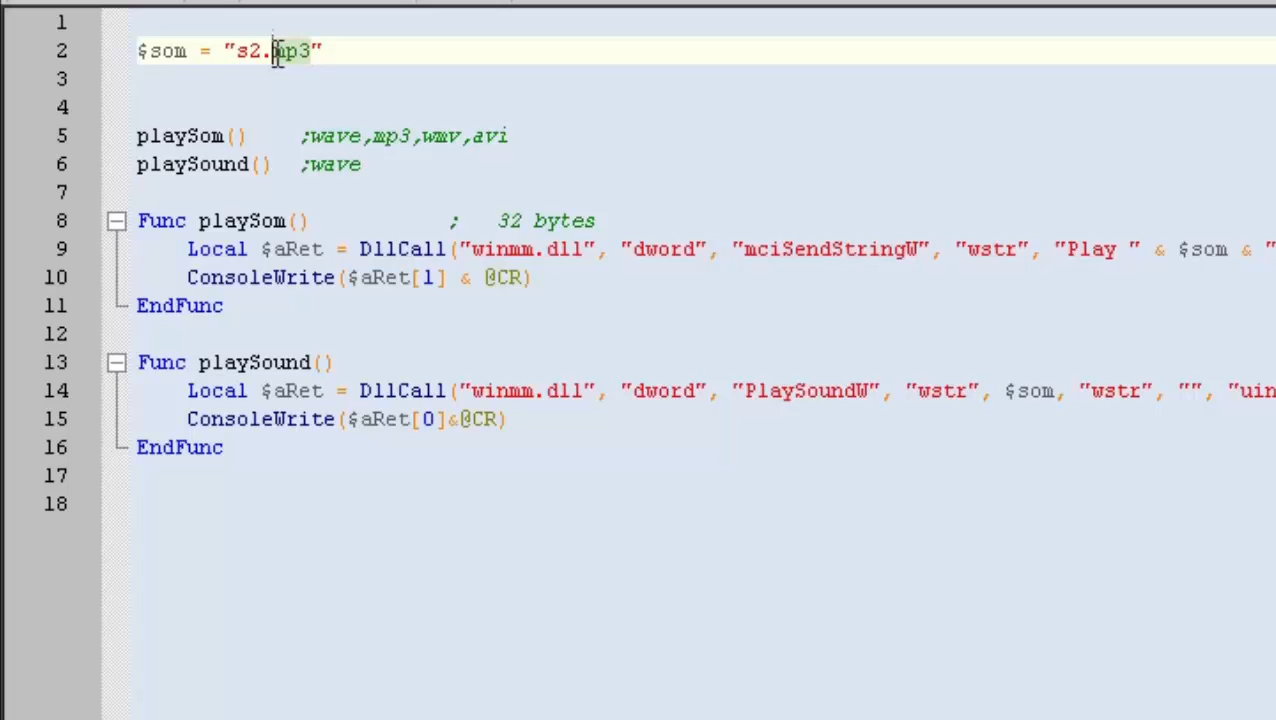 1
2 $som = "s2.mp3"
3
4
5 playSom() ;wave,mp3,wmv,avi
6 playSound() ;wave
7
8 Func playSom() ; 32 bytes
9 Local $aRet = DllCall("winmm.dll", "dword", "mciSendStringW", "wstr", "Play " & $som & "
10 ConsoleWrite($aRet[1] & @CR)
11 EndFunc
12
13 Func playSound()
14 Local $aRet = DllCall("winmm.dll", "dword", "PlaySoundW", "wstr", $som, "wstr", "", "uin
15 ConsoleWrite($aRet[0]&@CR)
16 EndFunc
17
18